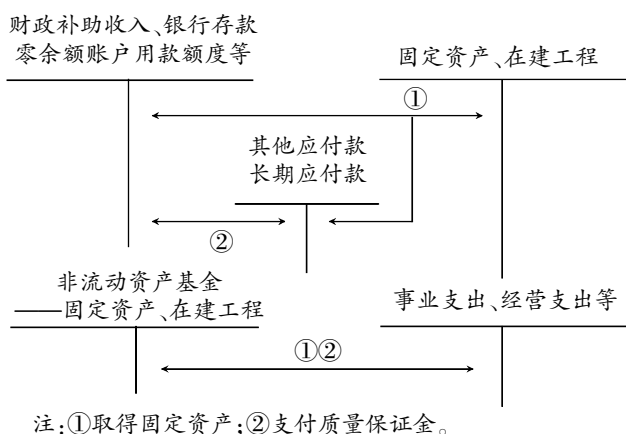 财政补助收入、银行存款
零余额账户用款额度等
固定资产、在建工程
①
其他应付款
长期应付款
②
非流动资产基金
——固定资产、在建工程
事业支出、经营支出等
①②
注:①取得固定资产;②支付质量保证金。